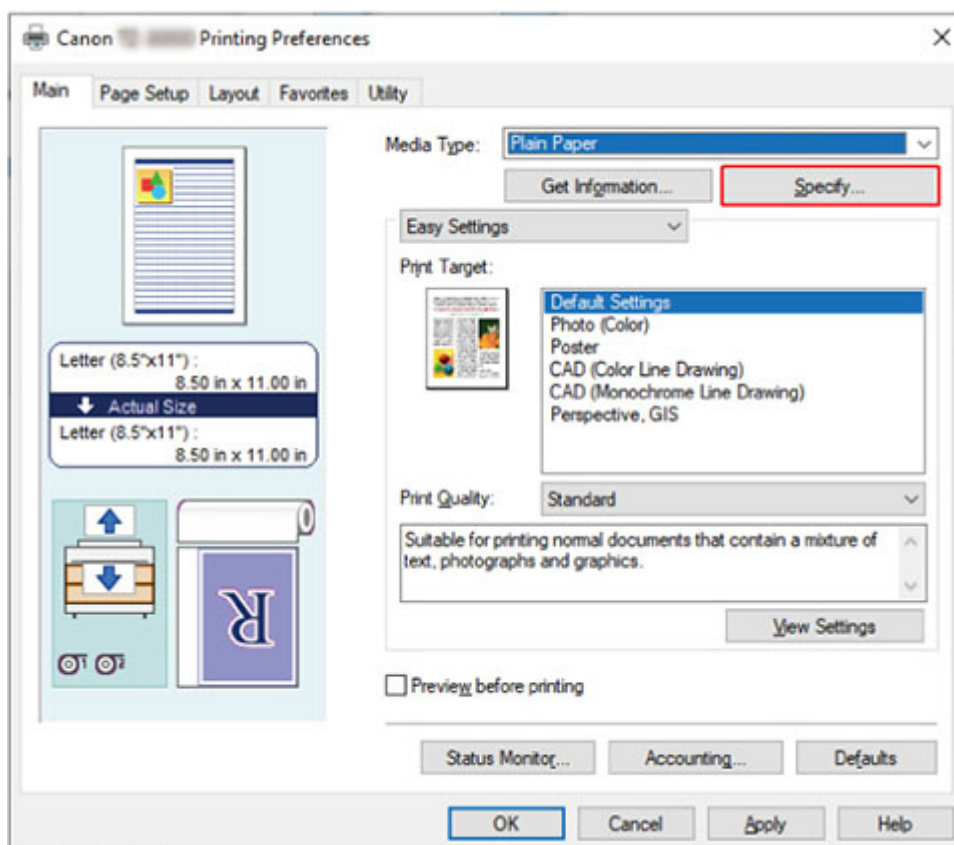 Canon Printing Preferences
Main Page Setup Layout Favorites Utility
Media Type: Plain Paper
Get Information... Specify...
Easy Settings
Print Target:
Default Settings
Photo (Color)
Poster
CAD (Color Line Drawing)
CAD (Monochrome Line Drawing)
Perspective, GIS
Print Quality: Standard
Suitable for printing normal documents that contain a mixture of
text, photographs and graphics.
View Settings
Letter (8.5"x11") :
8.50 in x 11.00 in
Actual Size
Letter (8.5"x11") :
8.50 in x 11.00 in
R
1 2
Preview before printing
Status Monitor... Accounting... Defaults
OK Cancel Apply Help